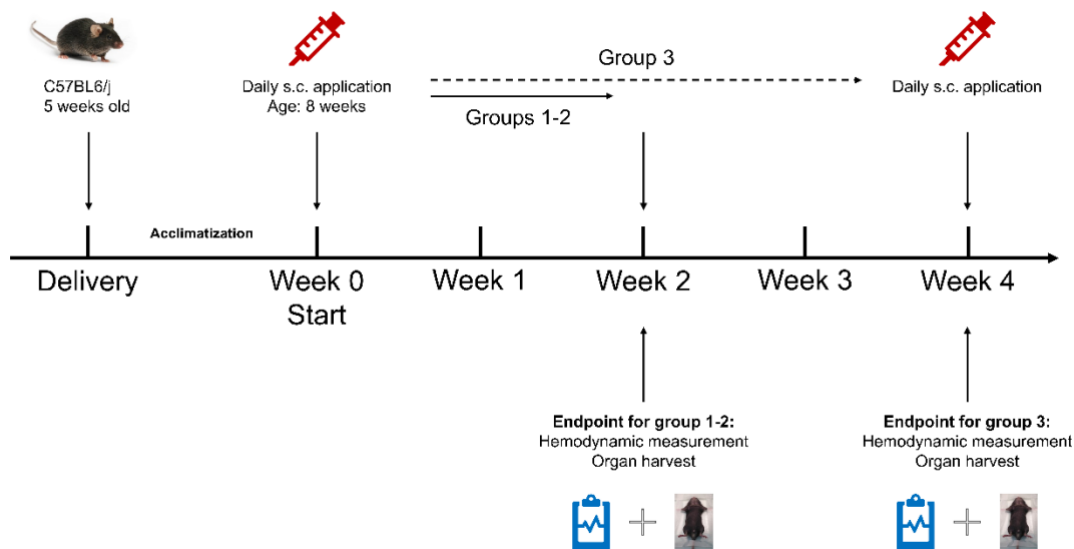 C57BL6/j
5 weeks old
Daily s.c. application
Age: 8 weeks
Group 3
Groups 1-2
Daily s.c. application
Acclimatization
Delivery
Week 0
Start
Week 1
Week 2
Week 3
Week 4
Endpoint for group 1-2:
Hemodynamic measurement
Organ harvest
Endpoint for group 3:
Hemodynamic measurement
Organ harvest